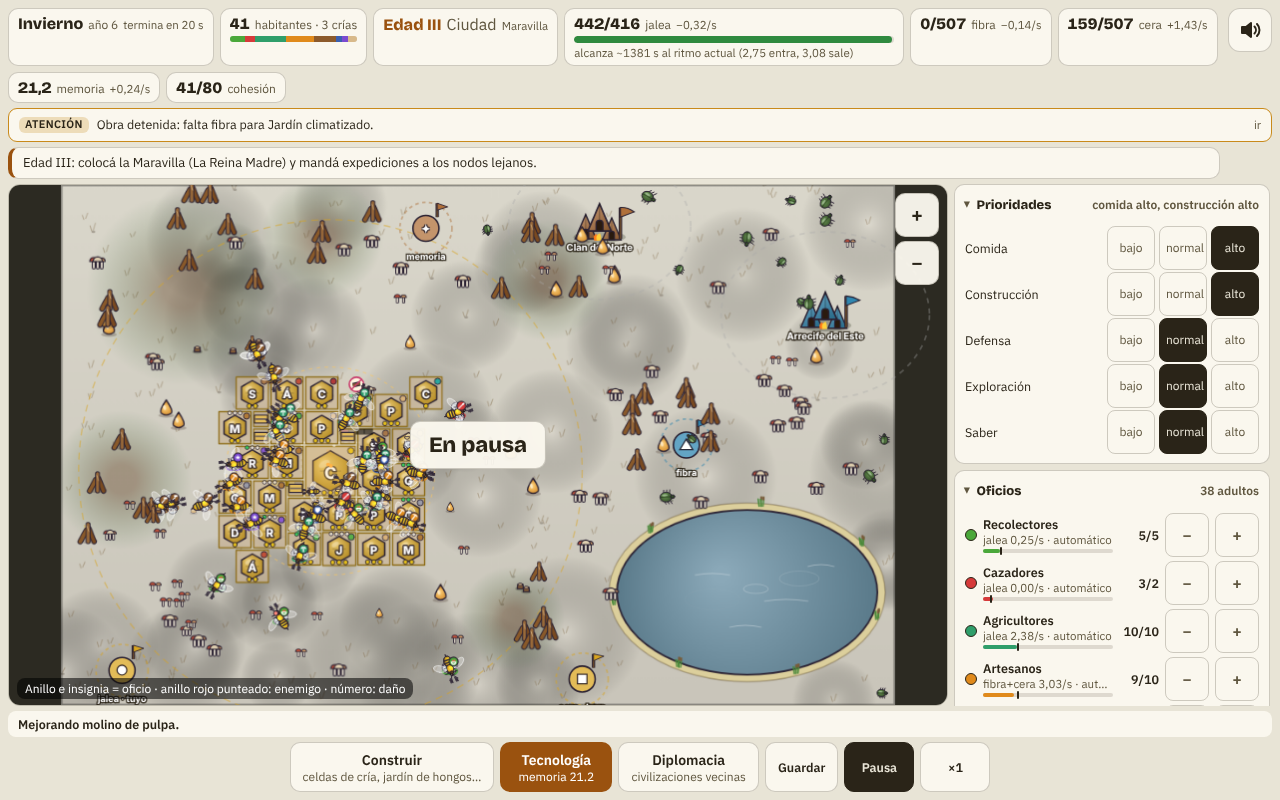 Invierno año 6 termina en 20 s
41 habitantes · 3 crías
Edad III Ciudad Maravilla
442/416 jalea −0,32/s
alcanza ~1381 s al ritmo actual (2,75 entra, 3,08 sale)
0/507 fibra −0,14/s
159/507 cera +1,43/s
21,2 memoria +0,24/s
41/80 cohesión
ATENCIÓN Obra detenida: falta fibra para Jardín climatizado. ir
Edad III: colocá la Maravilla (La Reina Madre) y mandá expediciones a los nodos lejanos.
memoria
Arrecife del Este
fibra
En pausa
S A C
P C
M P
R C
M
D R J P M
A
+
−
Anillo e insignia = oficio · anillo rojo punteado: enemigo · número: daño
▼ Prioridades comida alto, construcción alto
Comida bajo normal alto
Construcción bajo normal alto
Defensa bajo normal alto
Exploración bajo normal alto
Saber bajo normal alto
▼ Oficios 38 adultos
Recolectores 5/5 − +
jalea 0,25/s · automático
Cazadores 3/2 − +
jalea 0,00/s · automático
Agricultores 10/10 − +
jalea 2,38/s · automático
Artesanos 9/10 − +
fibra+cera 3,03/s · aut...
Mejorando molino de pulpa.
Construir
celdas de cría, jardín de hongos...
Tecnología
memoria 21.2
Diplomacia
civilizaciones vecinas
Guardar
Pausa
×1